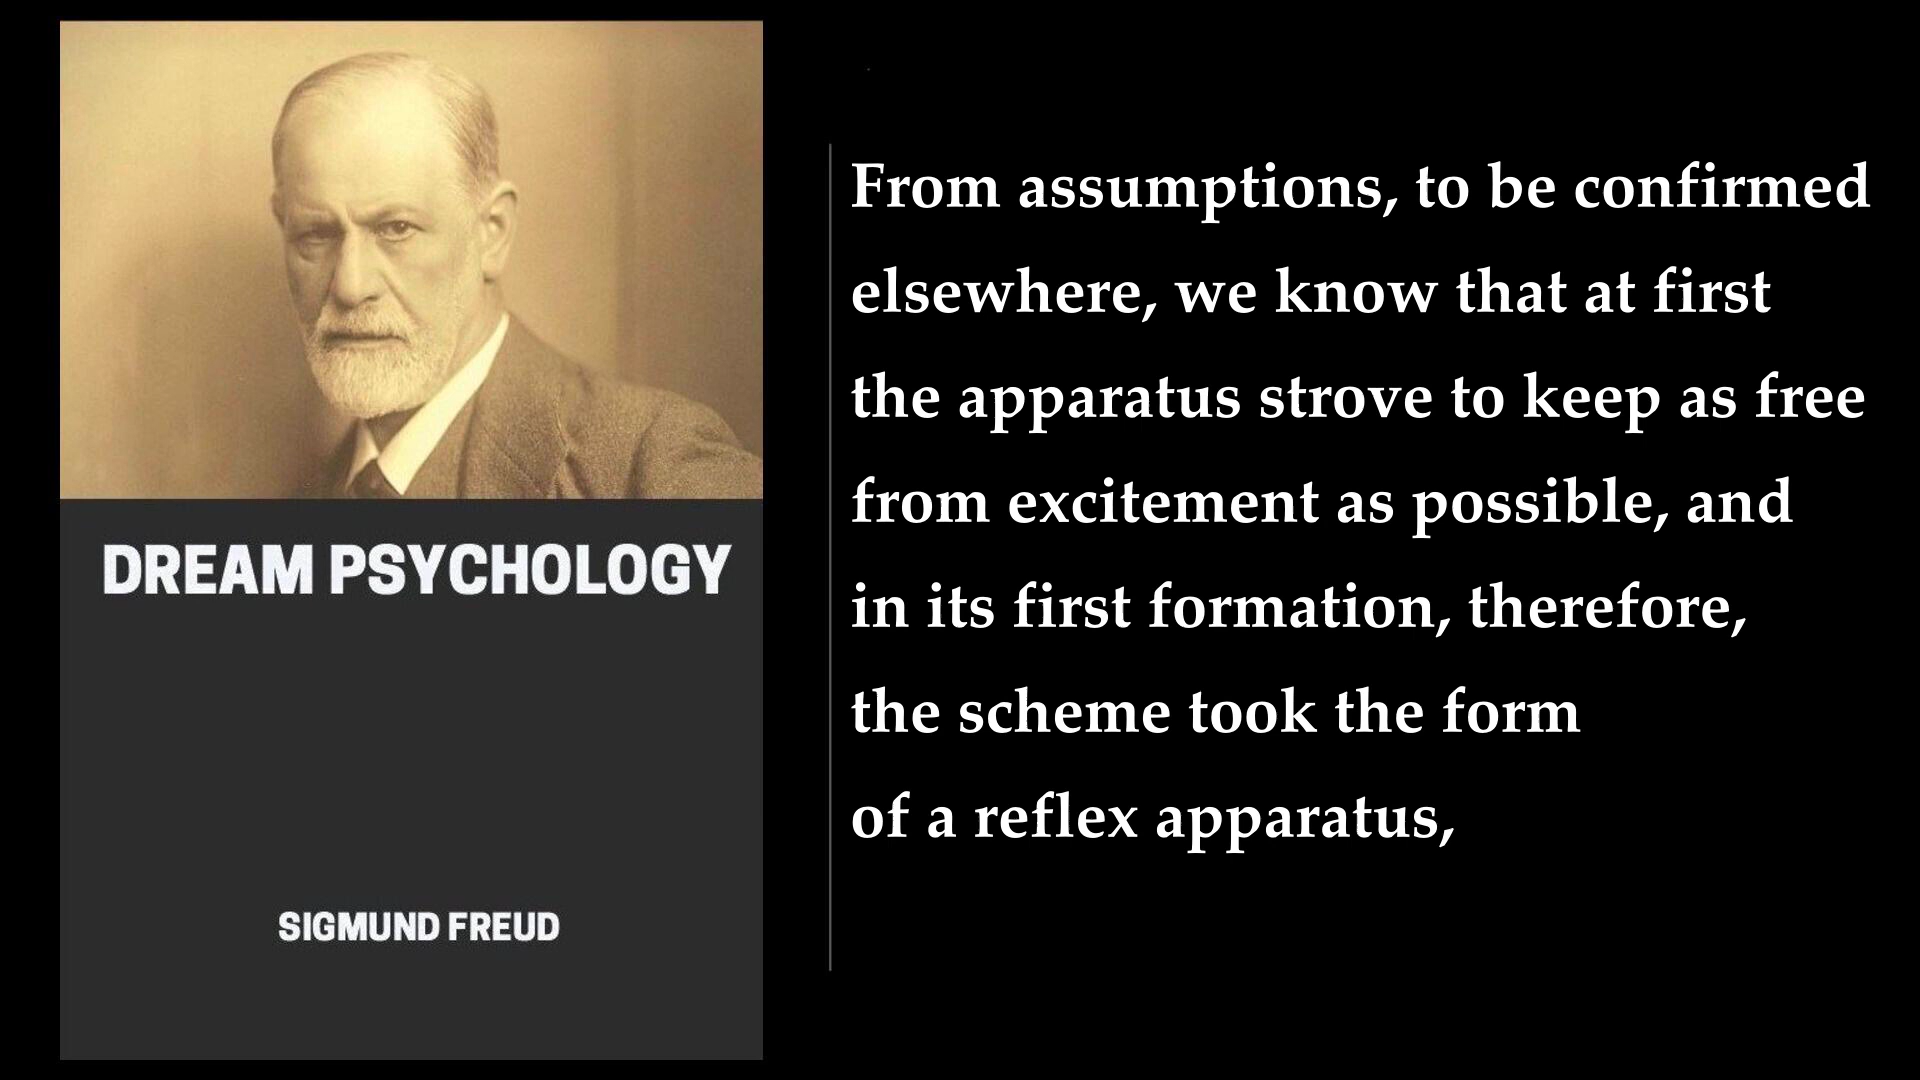 DREAM PSYCHOLOGY
SIGMUND FREUD
From assumptions, to be confirmed
elsewhere, we know that at first
the apparatus strove to keep as free
from excitement as possible, and
in its first formation, therefore,
the scheme took the form
of a reflex apparatus,